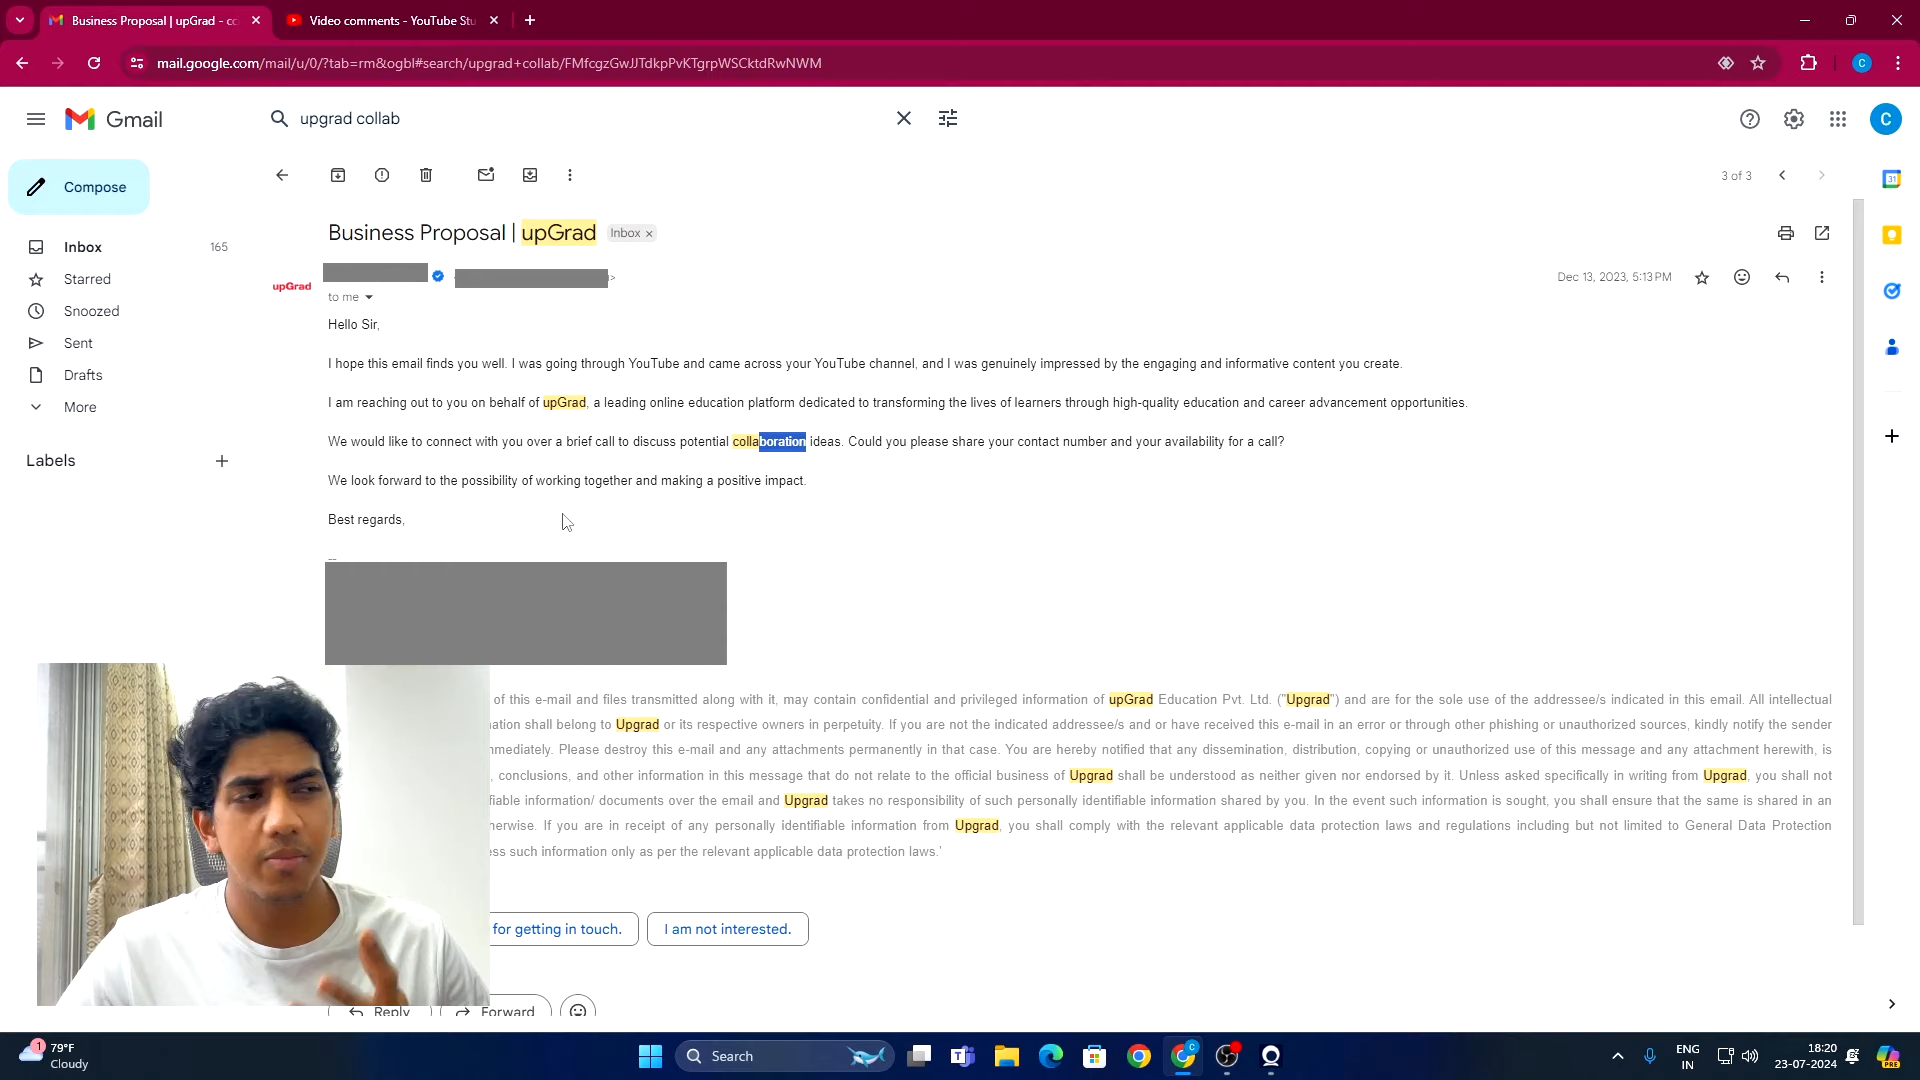 Business Proposal | upGrad - co
Video comments - YouTube Stu
mail.google.com/mail/u/0/?tab=rm&ogbl#search/upgrad+collab/FMfcgzGwJJTdkpPvKTgrpWSCktdRwNWM
C
Gmail
upgrad collab
C
Compose
3 of 3
Inbox 165
Starred
Snoozed
Sent
Drafts
More
Labels
Business Proposal | upGrad Inbox
upGrad
Dec 13, 2023, 5:13 PM
to me
Hello Sir,
I hope this email finds you well. I was going through YouTube and came across your YouTube channel, and I was genuinely impressed by the engaging and informative content you create.
I am reaching out to you on behalf of upGrad, a leading online education platform dedicated to transforming the lives of learners through high-quality education and career advancement opportunities.
We would like to connect with you over a brief call to discuss potential collaboration ideas. Could you please share your contact number and your availability for a call?
We look forward to the possibility of working together and making a positive impact.
Best regards,
--
of this e-mail and files transmitted along with it, may contain confidential and privileged information of upGrad Education Pvt. Ltd. ("Upgrad") and are for the sole use of the addressee/s indicated in this email. All intellectual
shall belong to Upgrad or its respective owners in perpetuity. If you are not the indicated addressee/s and or have received this e-mail in an error or through other phishing or unauthorized sources, kindly notify the sender
Please destroy this e-mail and any attachments permanently in that case. You are hereby notified that any dissemination, distribution, copying or unauthorized use of this message and any attachment herewith, is
, conclusions, and other information in this message that do not relate to the official business of Upgrad shall be understood as neither given nor endorsed by it. Unless asked specifically in writing from Upgrad, you shall not
information/ documents over the email and Upgrad takes no responsibility of such personally identifiable information shared by you. In the event such information is sought, you shall ensure that the same is shared in an
If you are in receipt of any personally identifiable information from Upgrad, you shall comply with the relevant applicable data protection laws and regulations including but not limited to General Data Protection
such information only as per the relevant applicable data protection laws.'
for getting in touch.
I am not interested.
Reply
Forward
31
1
79°F
Cloudy
Search
ENG
IN
18:20
23-07-2024
PRE